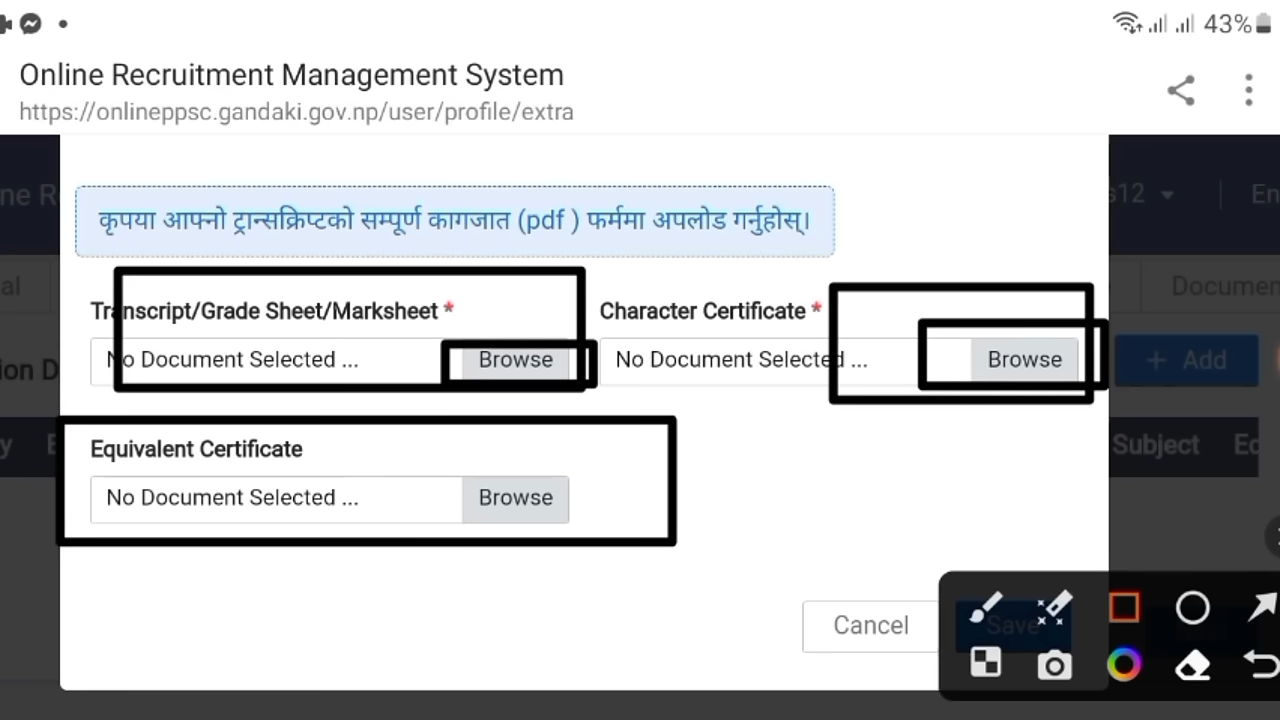 43%
Online Recruitment Management System
https://onlineppsc.gandaki.gov.np/user/profile/extra
s12
कृपया आफ्नो ट्रान्सक्रिप्टको सम्पूर्ण कागजात (pdf ) फर्ममा अपलोड गर्नुहोस्।
Transcript/Grade Sheet/Marksheet * Character Certificate *
No Document Selected ... Browse No Document Selected ... Browse
+ Add
Equivalent Certificate
Subject
No Document Selected ... Browse
Cancel Save